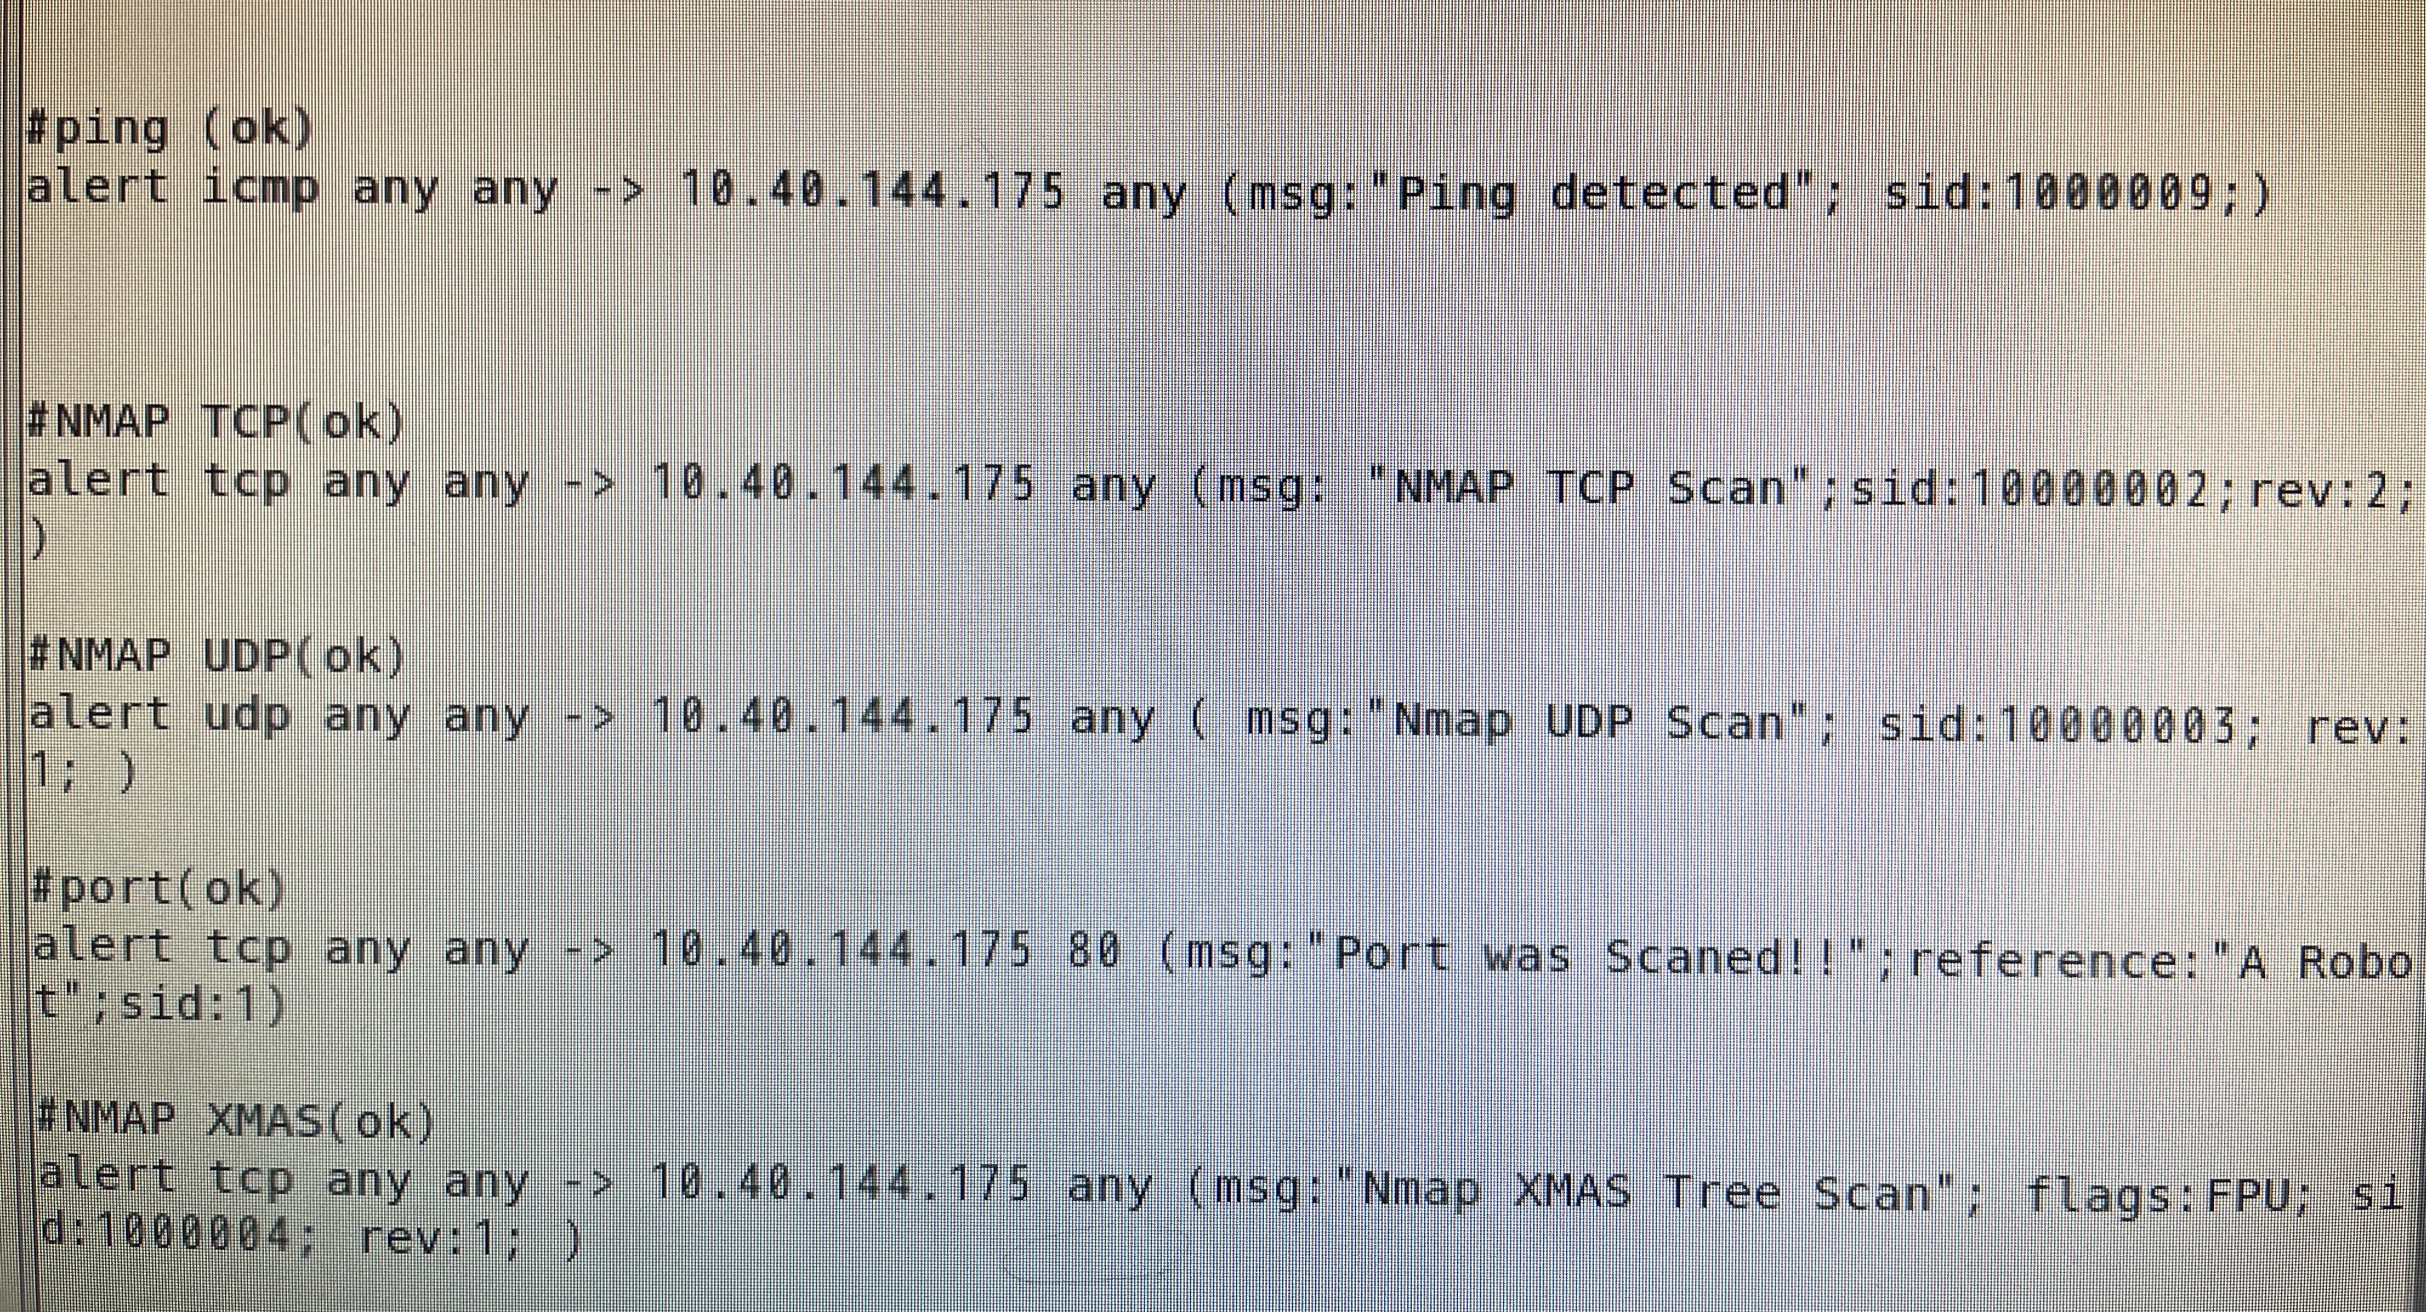 #ping (ok)
alert icmp any any -> 10.40.144.175 any (msg:"Ping detected"; sid:1000009;)
#NMAP TCP(ok)
alert tcp any any -> 10.40.144.175 any (msg: "NMAP TCP Scan";sid:10000002;rev:2;
)
#NMAP UDP(ok)
alert udp any any -> 10.40.144.175 any ( msg:"Nmap UDP Scan"; sid:10000003; rev:
1; )
#port(ok)
alert tcp any any -> 10.40.144.175 80 (msg:"Port was Scaned!!";reference:"A Robo
t";sid:1)
#NMAP XMAS(ok)
alert tcp any any -> 10.40.144.175 any (msg:"Nmap XMAS Tree Scan"; flags:FPU; si
d:1000004; rev:1; )